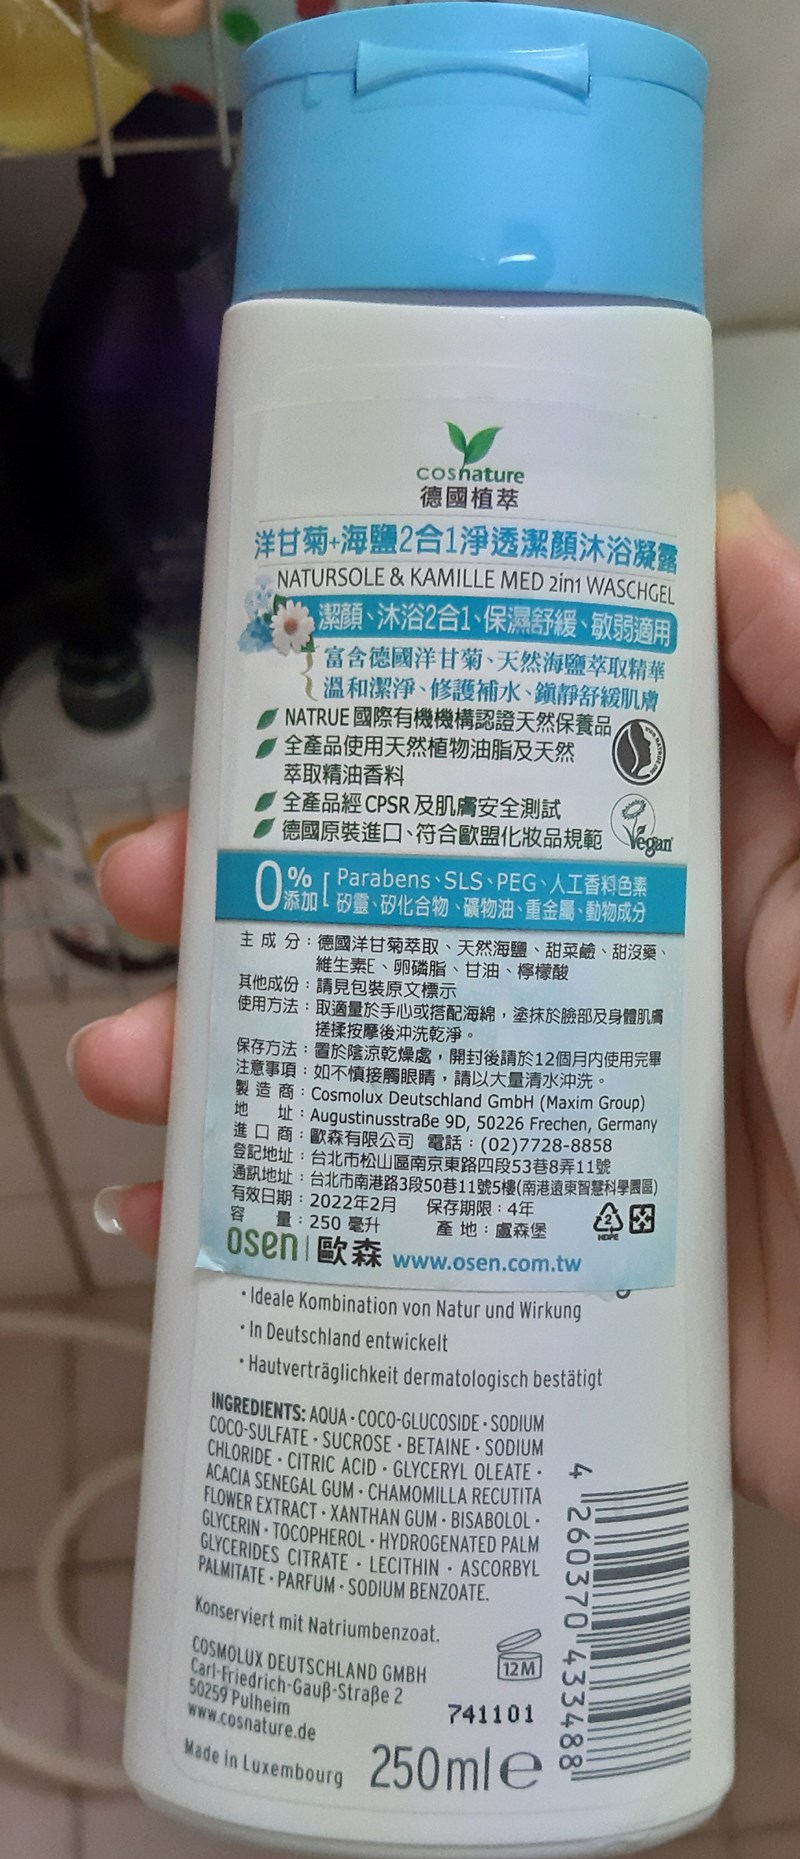 cosnature
德國植萃
洋甘菊+海鹽2合1淨透潔顏沐浴凝露
NATURSOLE & KAMILLE MED 2in1 WASCHGEL
潔顏、沐浴2合1、保濕舒緩、敏弱適用
富含德國洋甘菊、天然海鹽萃取精華
溫和潔淨、修護補水、鎮靜舒緩肌膚
NATRUE 國際有機機構認證天然保養品
全產品使用天然植物油脂及天然
萃取精油香料
全產品經 CPSR 及肌膚安全測試
德國原裝進口、符合歐盟化妝品規範
Vegan
0%添加
Parabens、SLS、PEG、人工香料色素
矽靈、矽化合物、礦物油、重金屬、動物成分
主成分：德國洋甘菊萃取、天然海鹽、甜菜鹼、甜沒藥、
維生素E、卵磷脂、甘油、檸檬酸
其他成份：請見包裝原文標示
使用方法：取適量於手心或搭配海綿，塗抹於臉部及身體肌膚
搓揉按摩後沖洗乾淨。
保存方法：置於陰涼乾燥處，開封後請於12個月內使用完畢
注意事項：如不慎接觸眼睛，請以大量清水沖洗。
製造商：Cosmolux Deutschland GmbH (Maxim Group)
地址：Augustinusstraße 9D, 50226 Frechen, Germany
進口商：歐森有限公司 電話：(02)7728-8858
登記地址：台北市松山區南京東路四段53巷8弄11號
通訊地址：台北市南港路3段50巷11號5樓(南港遠東智慧科學園區)
有效日期：2022年2月 保存期限：4年
容量：250 毫升 產地：盧森堡
2
HDPE
osen 歐森 www.osen.com.tw
• Ideale Kombination von Natur und Wirkung
• In Deutschland entwickelt
• Hautverträglichkeit dermatologisch bestätigt
INGREDIENTS: AQUA • COCO-GLUCOSIDE • SODIUM
COCO-SULFATE • SUCROSE • BETAINE • SODIUM
CHLORIDE • CITRIC ACID • GLYCERYL OLEATE •
ACACIA SENEGAL GUM • CHAMOMILLA RECUTITA
FLOWER EXTRACT • XANTHAN GUM • BISABOLOL •
GLYCERIN • TOCOPHEROL • HYDROGENATED PALM
GLYCERIDES CITRATE • LECITHIN • ASCORBYL
PALMITATE • PARFUM • SODIUM BENZOATE.
Konserviert mit Natriumbenzoat.
COSMOLUX DEUTSCHLAND GMBH
Carl-Friedrich-Gauß-Straße 2
50259 Pulheim
www.cosnature.de
Made in Luxembourg
12M
741101
250ml e
4 260370 433488